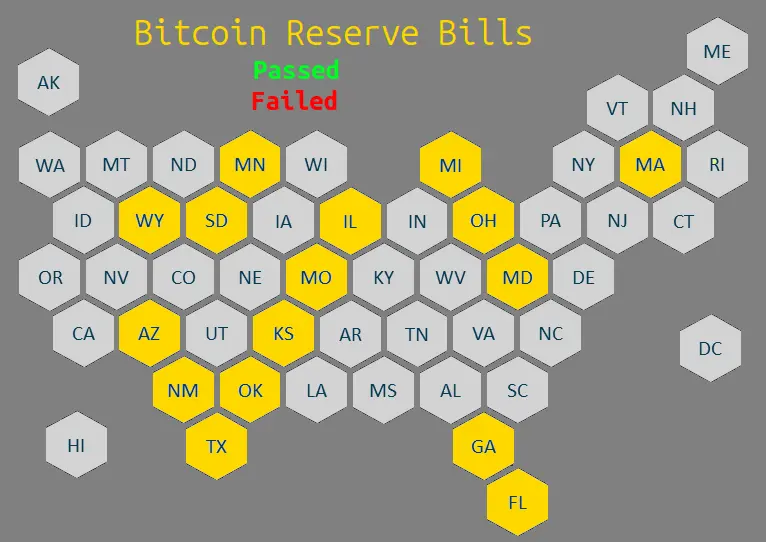 Bitcoin Reserve Bills
Passed
Failed
ME
AK
VT NH
WA MT ND MN WI MI NY MA RI
ID WY SD IA IL IN OH PA NJ CT
OR NV CO NE MO KY WV MD DE
CA AZ UT KS AR TN VA NC DC
NM OK LA MS AL SC
HI TX GA
FL